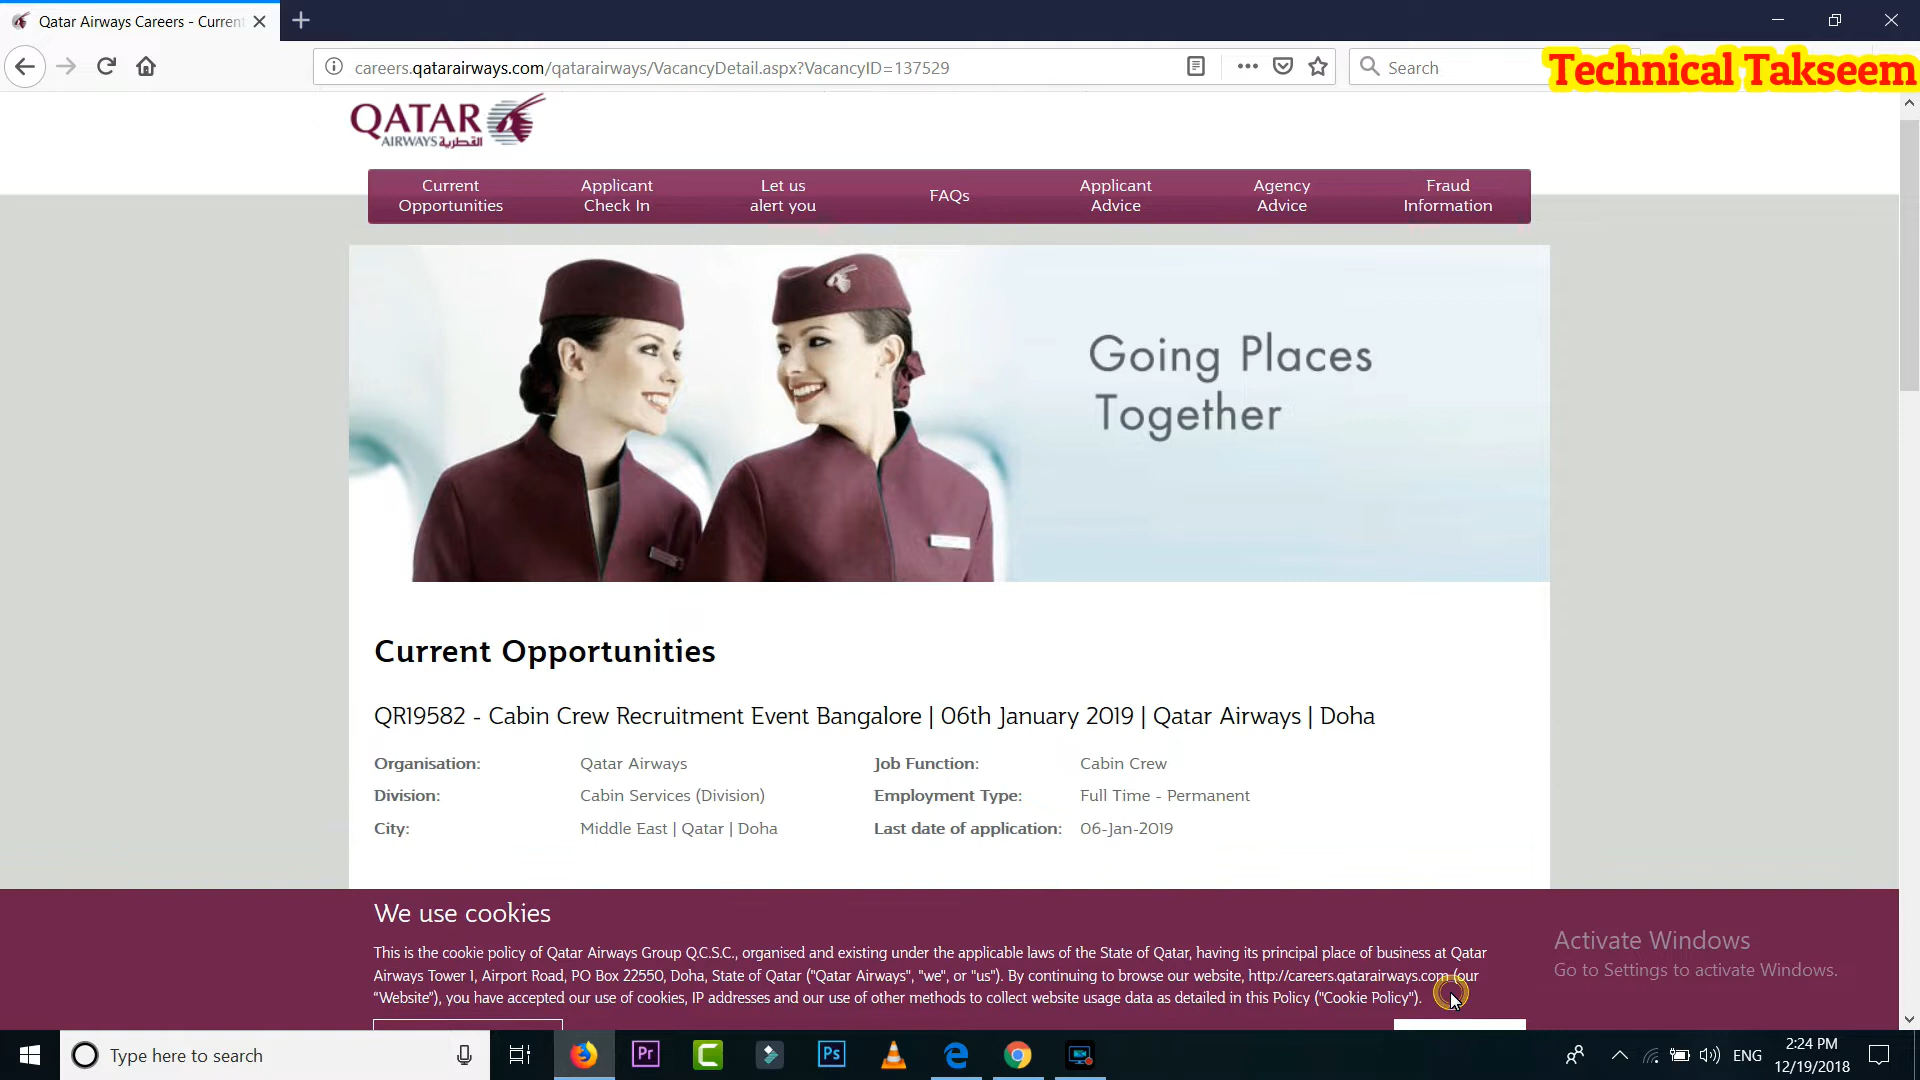 Qatar Airways Careers - Current
careers.qatarairways.com/qatarairways/VacancyDetail.aspx?VacancyID=137529
Search
Technical Takseem
QATAR
AIRWAYS القطرية
Current Opportunities
Applicant Check In
Let us alert you
FAQs
Applicant Advice
Agency Advice
Fraud Information
Going Places
Together
Current Opportunities
QR19582 - Cabin Crew Recruitment Event Bangalore | 06th January 2019 | Qatar Airways | Doha
Organisation: Qatar Airways Job Function: Cabin Crew
Division: Cabin Services (Division) Employment Type: Full Time - Permanent
City: Middle East | Qatar | Doha Last date of application: 06-Jan-2019
We use cookies
This is the cookie policy of Qatar Airways Group Q.C.S.C., organised and existing under the applicable laws of the State of Qatar, having its principal place of business at Qatar
Airways Tower 1, Airport Road, PO Box 22550, Doha, State of Qatar ("Qatar Airways", "we", or "us"). By continuing to browse our website, http://careers.qatarairways.com (our
“Website”), you have accepted our use of cookies, IP addresses and our use of other methods to collect website usage data as detailed in this Policy ("Cookie Policy").
Activate Windows
Go to Settings to activate Windows.
Type here to search
Pr
Ps
ENG
2:24 PM
12/19/2018